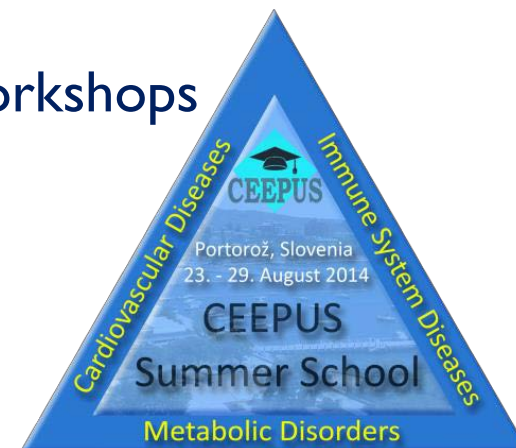 orkshops
Cardiovascular Diseases
Immune System Diseases
CEEPUS
Portorož, Slovenia
23. - 29. August 2014
CEEPUS
Summer School
Metabolic Disorders